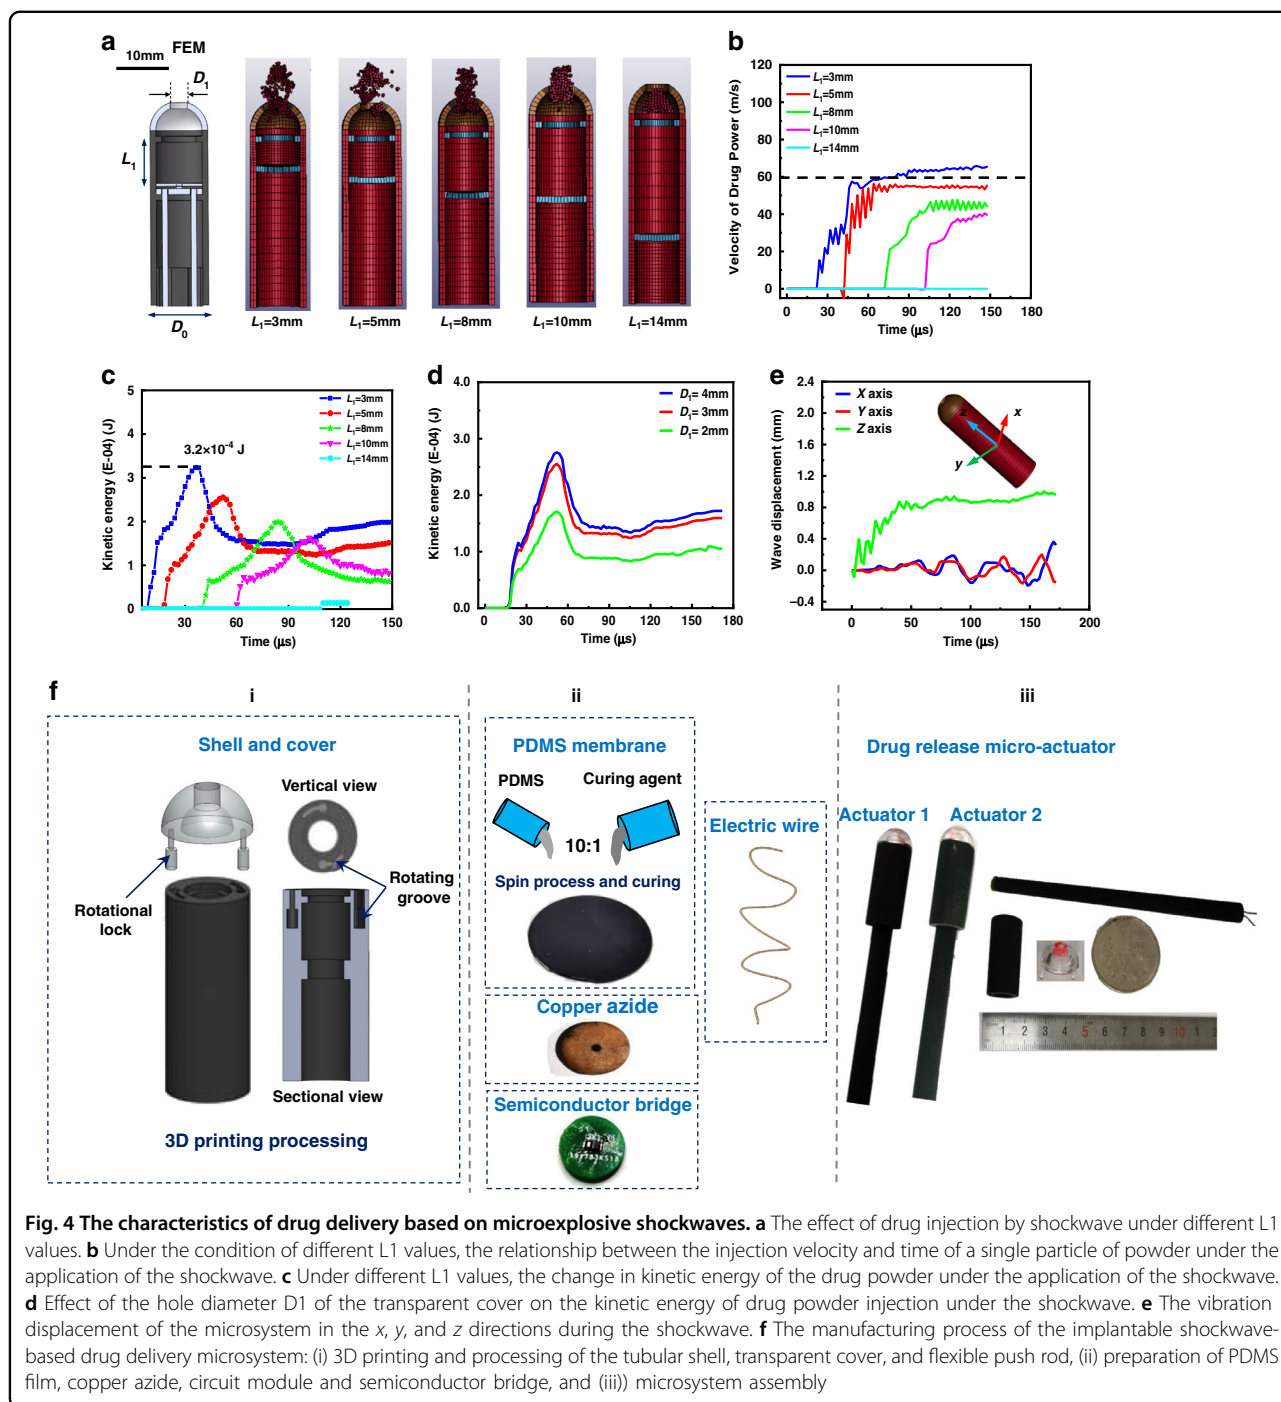 a
FEM
10mm
D1
L1
D0
L1=3mm
L1=5mm
L1=8mm
L1=10mm
L1=14mm
b
Velocity of Drug Power (m/s)
120
100
80
60
40
20
0
L1=3mm
L1=5mm
L1=8mm
L1=10mm
L1=14mm
0 30 60 90 120 150 180
Time (μs)
c
Kinetic energy (E-04) (J)
5
4
3
2
1
0
3.2×10⁻⁴ J
L1=3mm
L1=5mm
L1=8mm
L1=10mm
L1=14mm
30 60 90 120 150
Time (μs)
d
Kinetic energy (E-04) (J)
4.0
3.0
2.0
1.0
0.0
D1= 4mm
D1= 3mm
D1= 2mm
0 30 60 90 120 150 180
Time (μs)
e
Wave displacement (mm)
2.4
2.0
1.6
1.2
0.8
0.4
0.0
−0.4
X axis
Y axis
Z axis
z
x
y
0 50 100 150 200
Time (μs)
f
i
Shell and cover
Vertical view
Rotational
lock
Rotating
groove
Sectional view
3D printing processing
ii
PDMS membrane
PDMS
Curing agent
10:1
Spin process and curing
Copper azide
Semiconductor bridge
Electric wire
iii
Drug release micro-actuator
Actuator 1 Actuator 2
1 2 3 4 5 6 7 8 9 10 1 2
Fig. 4 The characteristics of drug delivery based on microexplosive shockwaves. a The effect of drug injection by shockwave under different L1
values. b Under the condition of different L1 values, the relationship between the injection velocity and time of a single particle of powder under the
application of the shockwave. c Under different L1 values, the change in kinetic energy of the drug powder under the application of the shockwave.
d Effect of the hole diameter D1 of the transparent cover on the kinetic energy of drug powder injection under the shockwave. e The vibration
displacement of the microsystem in the x, y, and z directions during the shockwave. f The manufacturing process of the implantable shockwave-
based drug delivery microsystem: (i) 3D printing and processing of the tubular shell, transparent cover, and flexible push rod, (ii) preparation of PDMS
film, copper azide, circuit module and semiconductor bridge, and (iii)) microsystem assembly